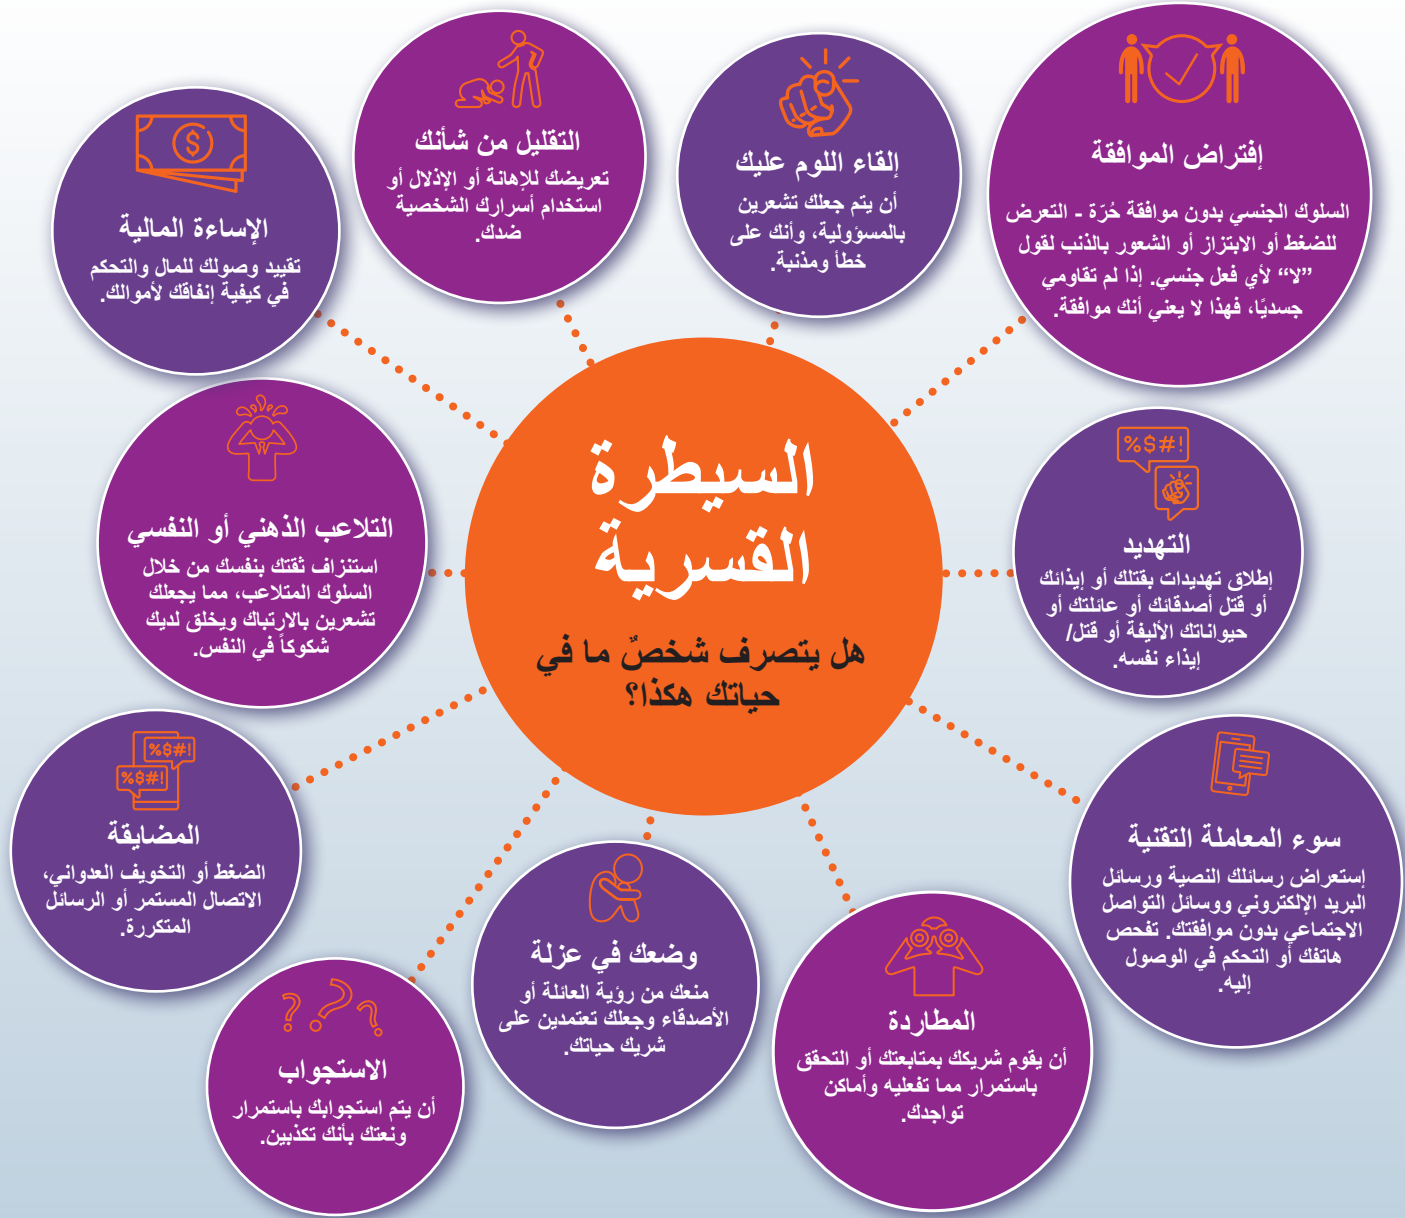 السيطرة
القسرية
هل يتصرف شخصٌ ما في
حياتك هكذا؟
إفتراض الموافقة
السلوك الجنسي بدون موافقة حُرّة - التعرض
للضغط أو الابتزاز أو الشعور بالذنب لقول
”لا“ لأي فعل جنسي. إذا لم تقاومي
جسديًا، فهذا لا يعني أنك موافقة.
%$#!
التهديد
إطلاق تهديدات بقتلك أو إيذائك
أو قتل أصدقائك أو عائلتك أو
حيواناتك الأليفة أو قتل/
إيذاء نفسه.
سوء المعاملة التقنية
إستعراض رسائلك النصية ورسائل
البريد الإلكتروني ووسائل التواصل
الاجتماعي بدون موافقتك. تفحص
هاتفك أو التحكم في الوصول
إليه.
المطاردة
أن يقوم شريكك بمتابعتك أو التحقق
باستمرار مما تفعليه وأماكن
تواجدك.
وضعك في عزلة
منعك من رؤية العائلة أو
الأصدقاء وجعلك تعتمدين على
شريك حياتك.
? ? ?
الاستجواب
أن يتم استجوابك باستمرار
ونعتك بأنك تكذبين.
%$#!
%$#!
المضايقة
الضغط أو التخويف العدواني،
الاتصال المستمر أو الرسائل
المتكررة.
التلاعب الذهني أو النفسي
استنزاف ثقتك بنفسك من خلال
السلوك المتلاعب، مما يجعلك
تشعرين بالارتباك ويخلق لديك
شكوكاً في النفس.
$
الإساءة المالية
تقييد وصولك للمال والتحكم
في كيفية إنفاقك لأموالك.
التقليل من شأنك
تعريضك للإهانة أو الإذلال أو
استخدام أسرارك الشخصية
ضدك.
إلقاء اللوم عليك
أن يتم جعلك تشعرين
بالمسؤولية، وأنك على
خطأ ومذنبة.